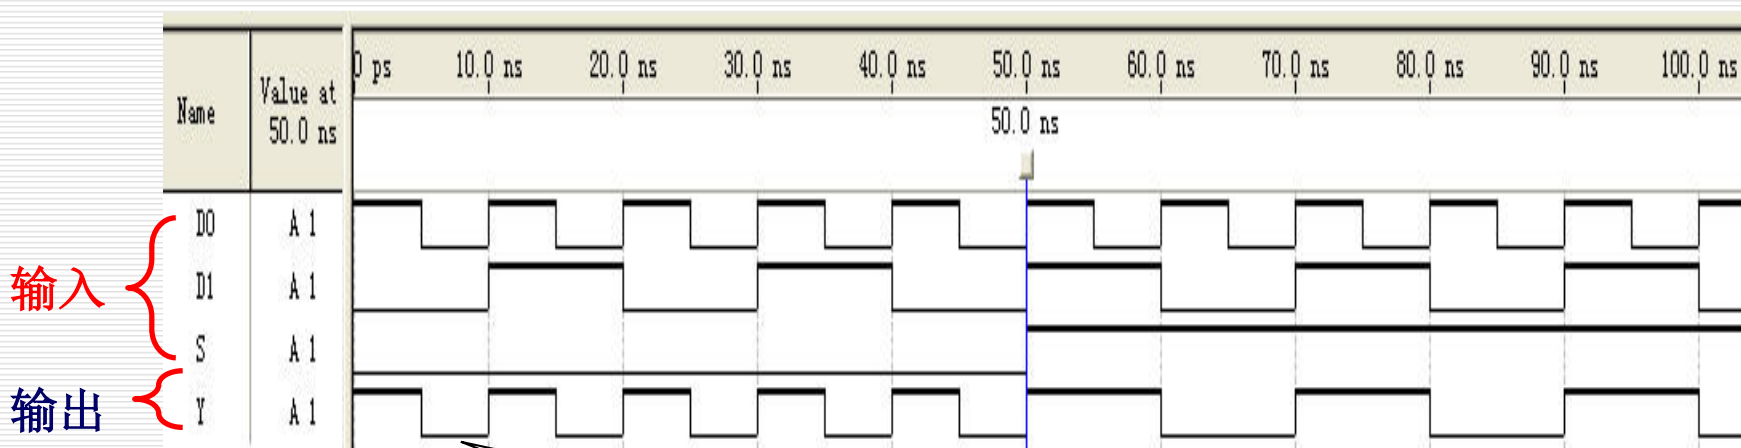 0 ps 10.0 ns 20.0 ns 30.0 ns 40.0 ns 50.0 ns 60.0 ns 70.0 ns 80.0 ns 90.0 ns 100.0 ns
Name
Value at
50.0 ns
50.0 ns
D0 A 1
输入
D1 A 1
S A 1
输出
Y A 1